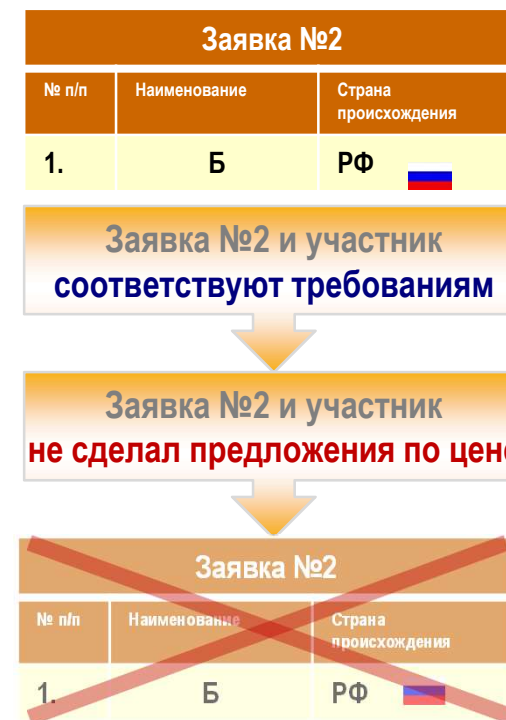 Заявка №2
№ п/п Наименование Страна
происхождения
1. Б РФ
Заявка №2 и участник
соответствуют требованиям
Заявка №2 и участник
не сделал предложения по цене
Заявка №2
№ п/п Наименование Страна
происхождения
1. Б РФ